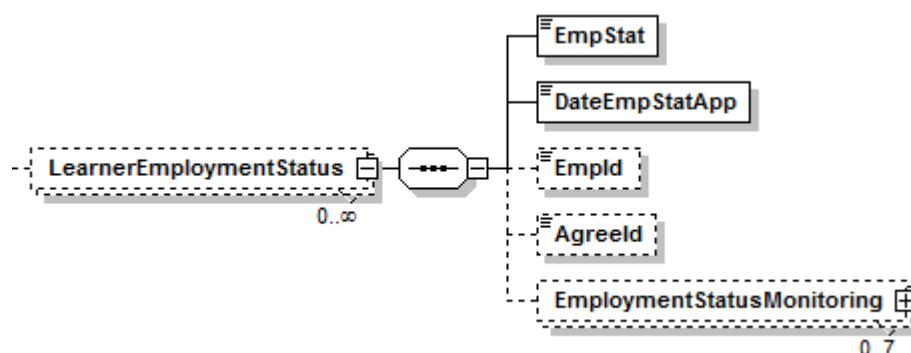 EmpStat
DateEmpStatApp
LearnerEmploymentStatus
0..∞
EmpId
AgreeId
EmploymentStatusMonitoring
0..7